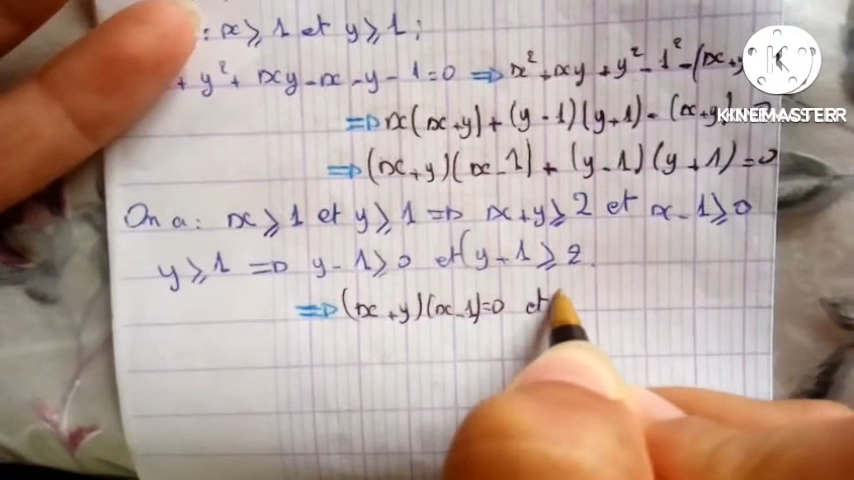 : x ⩾ 1 et y ⩾ 1 ;
+ y² + xy - x - y - 1 = 0 ⇒ x² + xy + y² - 1² - (x + y
⇒ x(x + y) + (y - 1)(y + 1) - (x + y)
⇒ (x + y)(x - 1) + (y - 1)(y + 1) = 0
On a : x ⩾ 1 et y ⩾ 1 ⇒ x + y ⩾ 2 et x - 1 ⩾ 0
y ⩾ 1 ⇒ y - 1 ⩾ 0 et (y + 1 ⩾ 2.
⇒ (x + y)(x - 1) = 0 et
K
KINEMASTERR